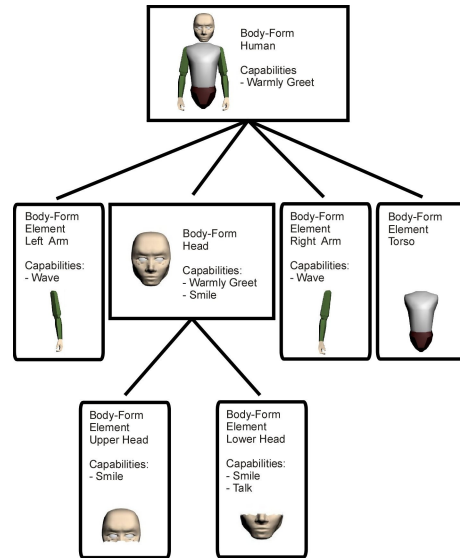 Body-Form
Human
Capabilities
- Warmly Greet
Body-Form
Element
Left Arm
Capabilities:
- Wave
Body-Form
Head
Capabilities:
- Warmly Greet
- Smile
Body-Form
Element
Right Arm
Capabilities:
- Wave
Body-Form
Element
Torso
Body-Form
Element
Upper Head
Capabilities:
- Smile
Body-Form
Element
Lower Head
Capabilities:
- Smile
- Talk